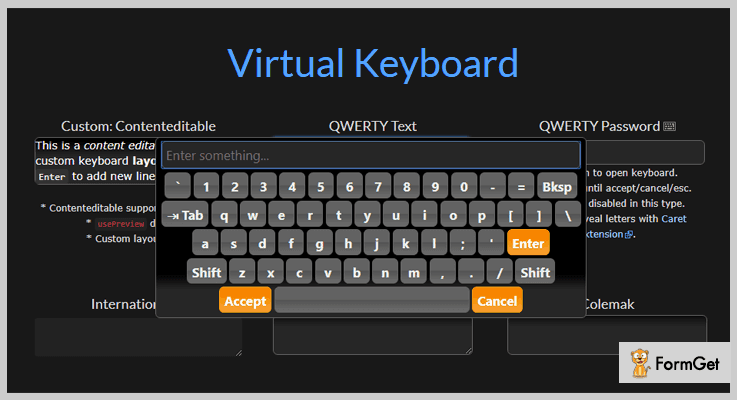 Virtual Keyboard
Custom: Contenteditable
QWERTY Text
QWERTY Password
This is a content edita
custom keyboard layo
Enter to add new line
* Contenteditable suppo
* usePreview d
* Custom layou
Enter something...
` 1 2 3 4 5 6 7 8 9 0 - = Bksp
⇥ Tab q w e r t y u i o p [ ] \
a s d f g h j k l ; ' Enter
Shift z x c v b n m , . / Shift
Accept Cancel
to open keyboard.
ntil accept/cancel/esc.
disabled in this type.
veal letters with Caret
xtension
Internation
Colemak
FormGet